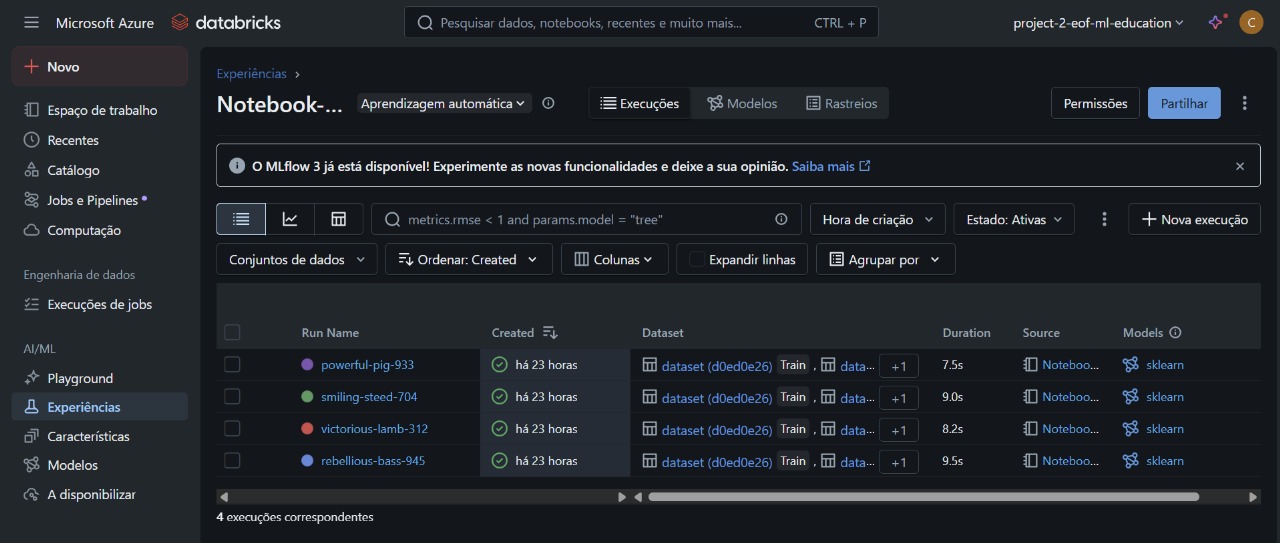 Microsoft Azure databricks Pesquisar dados, notebooks, recentes e muito mais... CTRL + P project-2-eof-ml-education C
Novo
Espaço de trabalho
Recentes
Catálogo
Jobs e Pipelines
Computação
Engenharia de dados
Execuções de jobs
AI/ML
Playground
Experiências
Características
Modelos
A disponibilizar
Experiências ›
Notebook-... Aprendizagem automática Execuções Modelos Rastreios Permissões Partilhar
O MLflow 3 já está disponível! Experimente as novas funcionalidades e deixe a sua opinião. Saiba mais
metrics.rmse < 1 and params.model = "tree" Hora de criação Estado: Ativas Nova execução
Conjuntos de dados Ordenar: Created Colunas Expandir linhas Agrupar por
Run Name Created Dataset Duration Source Models
powerful-pig-933 há 23 horas dataset (d0ed0e26) Train , data... +1 7.5s Noteboo... sklearn
smiling-steed-704 há 23 horas dataset (d0ed0e26) Train , data... +1 9.0s Noteboo... sklearn
victorious-lamb-312 há 23 horas dataset (d0ed0e26) Train , data... +1 8.2s Noteboo... sklearn
rebellious-bass-945 há 23 horas dataset (d0ed0e26) Train , data... +1 9.5s Noteboo... sklearn
4 execuções correspondentes